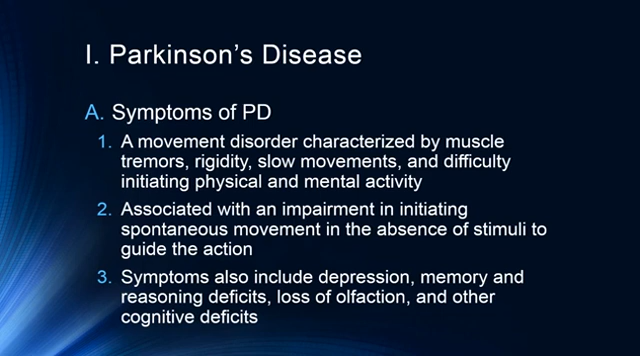 I. Parkinson’s Disease
A. Symptoms of PD
1. A movement disorder characterized by muscle
tremors, rigidity, slow movements, and difficulty
initiating physical and mental activity
2. Associated with an impairment in initiating
spontaneous movement in the absence of stimuli to
guide the action
3. Symptoms also include depression, memory and
reasoning deficits, loss of olfaction, and other
cognitive deficits